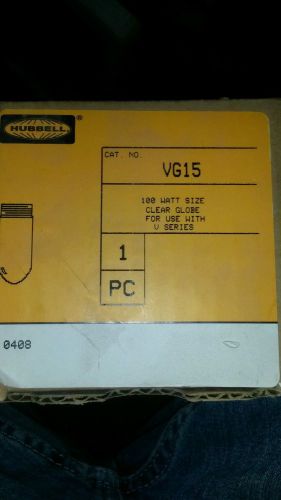 HUBBELL®
CAT. NO.
VG15
100 WATT SIZE
CLEAR GLOBE
FOR USE WITH
V SERIES
1
PC
0408